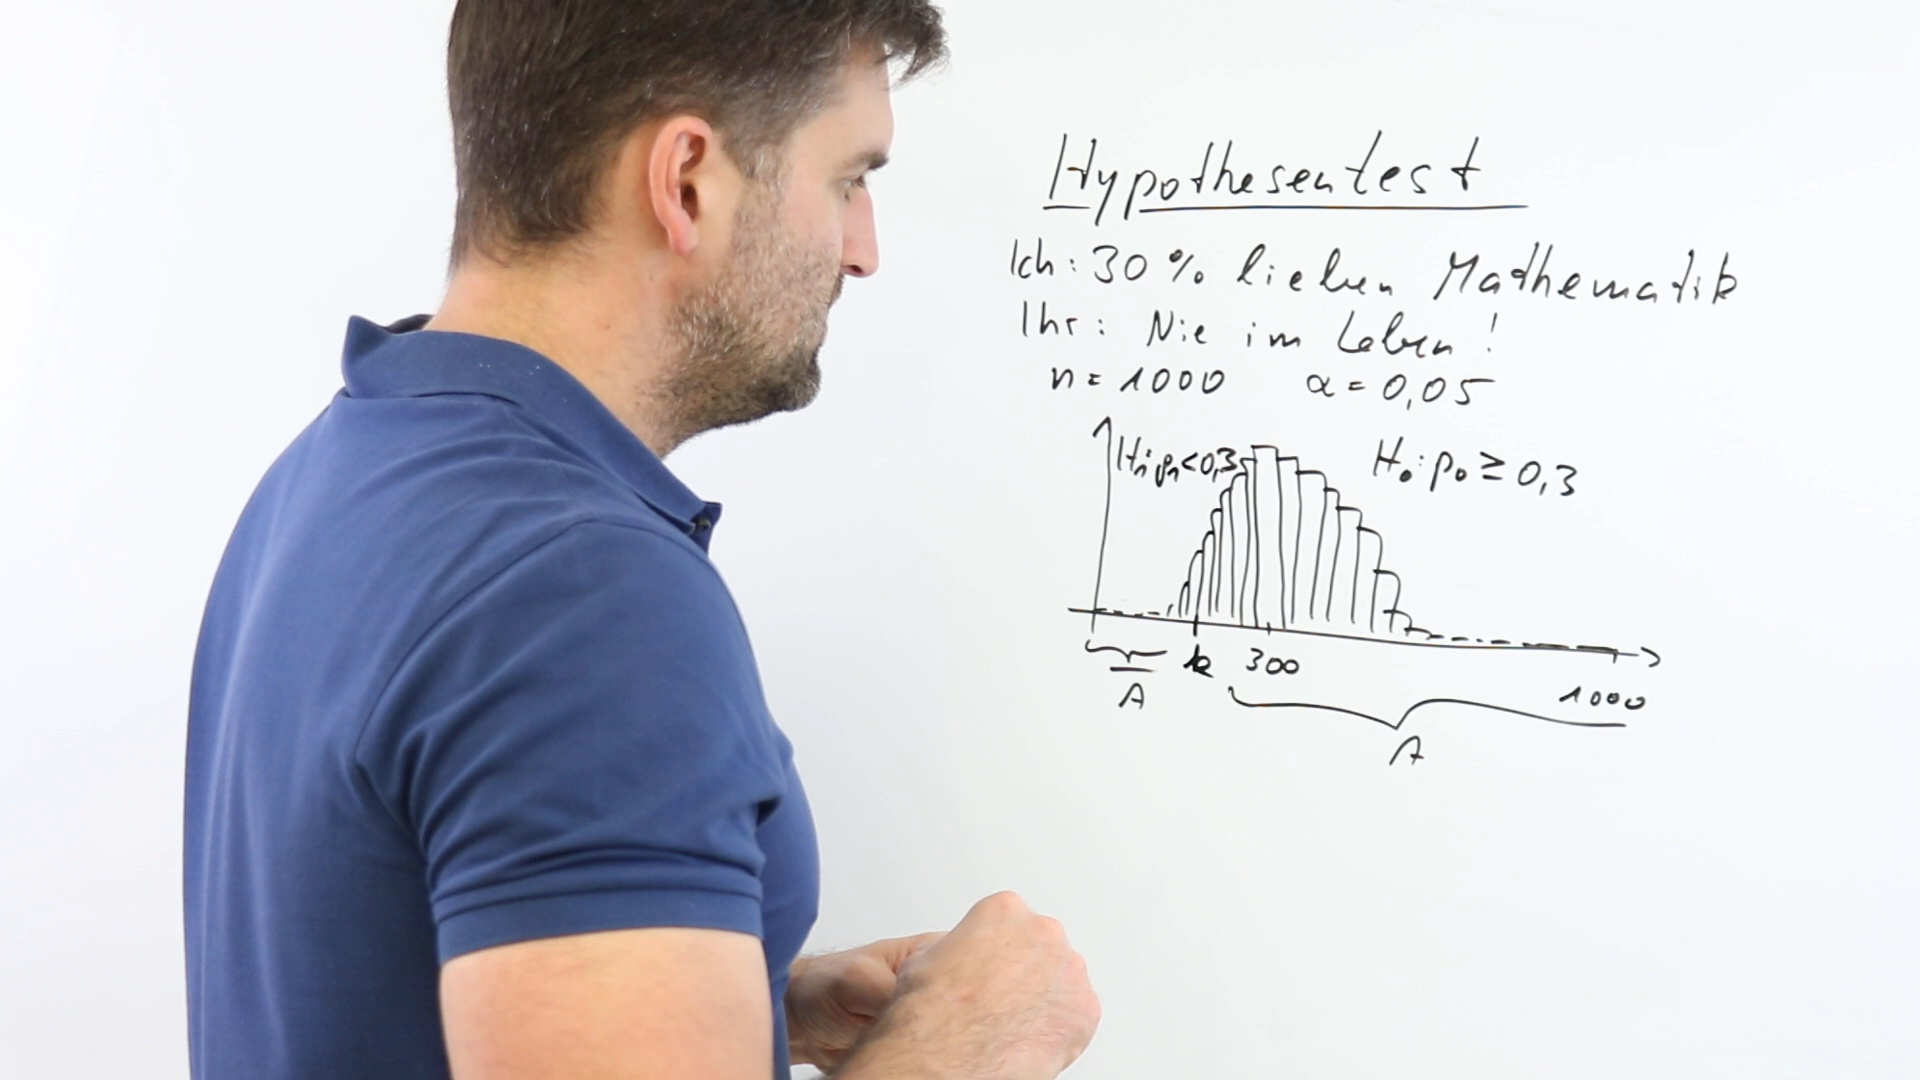 Hypothesentest
Ich: 30 % lieben Mathematik
Ihr: Nie im Leben!
n = 1000 α = 0,05
H₁: p₁ < 0,3 H₀: p₀ ≥ 0,3
k 300
1000
A̅
A